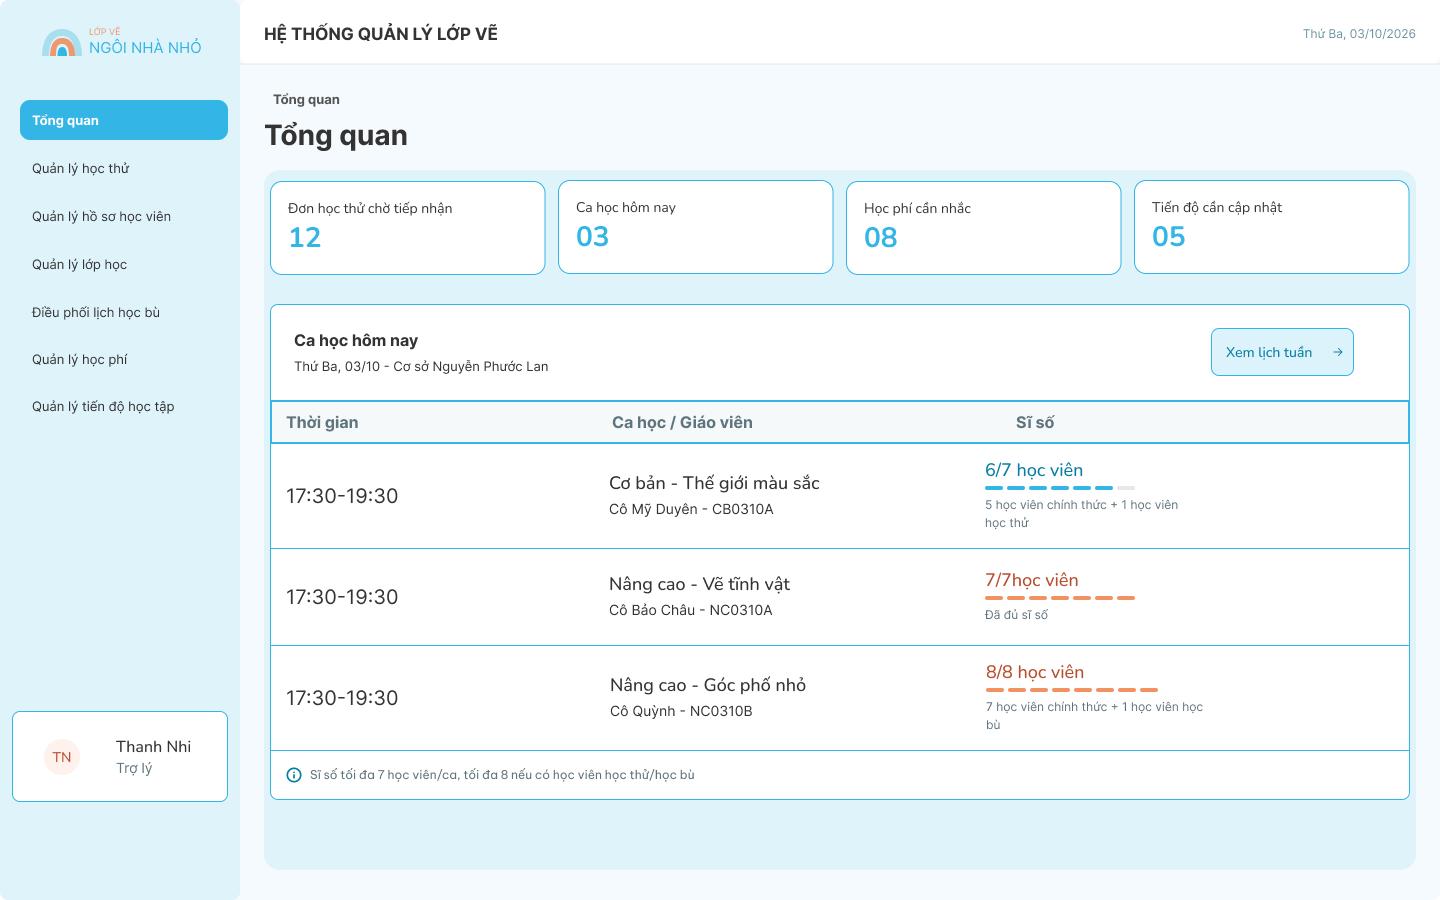 LỚP VẼ
NGÔI NHÀ NHỎ
HỆ THỐNG QUẢN LÝ LỚP VẼ
Thứ Ba, 03/10/2026
Tổng quan
Quản lý học thử
Quản lý hồ sơ học viên
Quản lý lớp học
Điều phối lịch học bù
Quản lý học phí
Quản lý tiến độ học tập
TN
Thanh Nhi
Trợ lý
Tổng quan
Tổng quan
Đơn học thử chờ tiếp nhận
12
Ca học hôm nay
03
Học phí cần nhắc
08
Tiến độ cần cập nhật
05
Ca học hôm nay
Thứ Ba, 03/10 - Cơ sở Nguyễn Phước Lan
Xem lịch tuần →
Thời gian
Ca học / Giáo viên
Sĩ số
17:30-19:30
Cơ bản - Thế giới màu sắc
Cô Mỹ Duyên - CB0310A
6/7 học viên
5 học viên chính thức + 1 học viên
học thử
17:30-19:30
Nâng cao - Vẽ tĩnh vật
Cô Bảo Châu - NC0310A
7/7học viên
Đã đủ sĩ số
17:30-19:30
Nâng cao - Góc phố nhỏ
Cô Quỳnh - NC0310B
8/8 học viên
7 học viên chính thức + 1 học viên học
bù
Sĩ số tối đa 7 học viên/ca, tối đa 8 nếu có học viên học thử/học bù